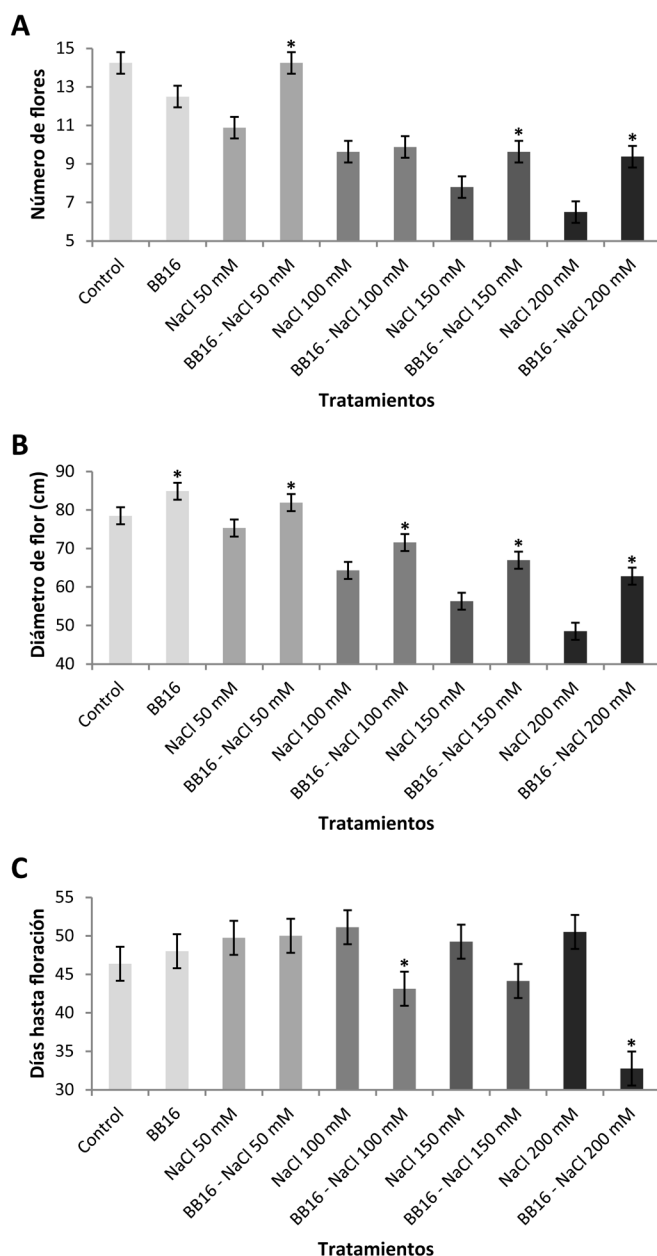 A
Número de flores
15
*
13
11
*
*
9
7
5
Control
BB16
NaCl 50 mM
BB16 - NaCl 50 mM
NaCl 100 mM
BB16 - NaCl 100 mM
NaCl 150 mM
BB16 - NaCl 150 mM
NaCl 200 mM
BB16 - NaCl 200 mM
Tratamientos
B
Diámetro de flor (cm)
90
*
*
80
*
70
*
*
60
50
40
Control
BB16
NaCl 50 mM
BB16 - NaCl 50 mM
NaCl 100 mM
BB16 - NaCl 100 mM
NaCl 150 mM
BB16 - NaCl 150 mM
NaCl 200 mM
BB16 - NaCl 200 mM
Tratamientos
C
Días hasta floración
55
50
*
45
40
35
*
30
Control
BB16
NaCl 50 mM
BB16 - NaCl 50 mM
NaCl 100 mM
BB16 - NaCl 100 mM
NaCl 150 mM
BB16 - NaCl 150 mM
NaCl 200 mM
BB16 - NaCl 200 mM
Tratamientos